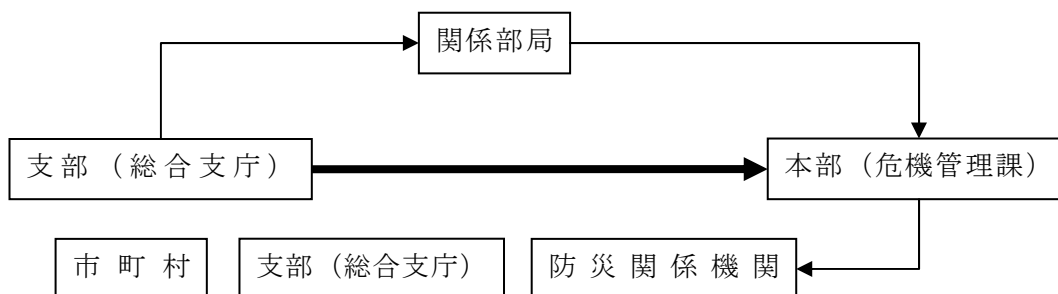 関係部局
支部（総合支庁）
本部（危機管理課）
市町村
支部（総合支庁）
防災関係機関